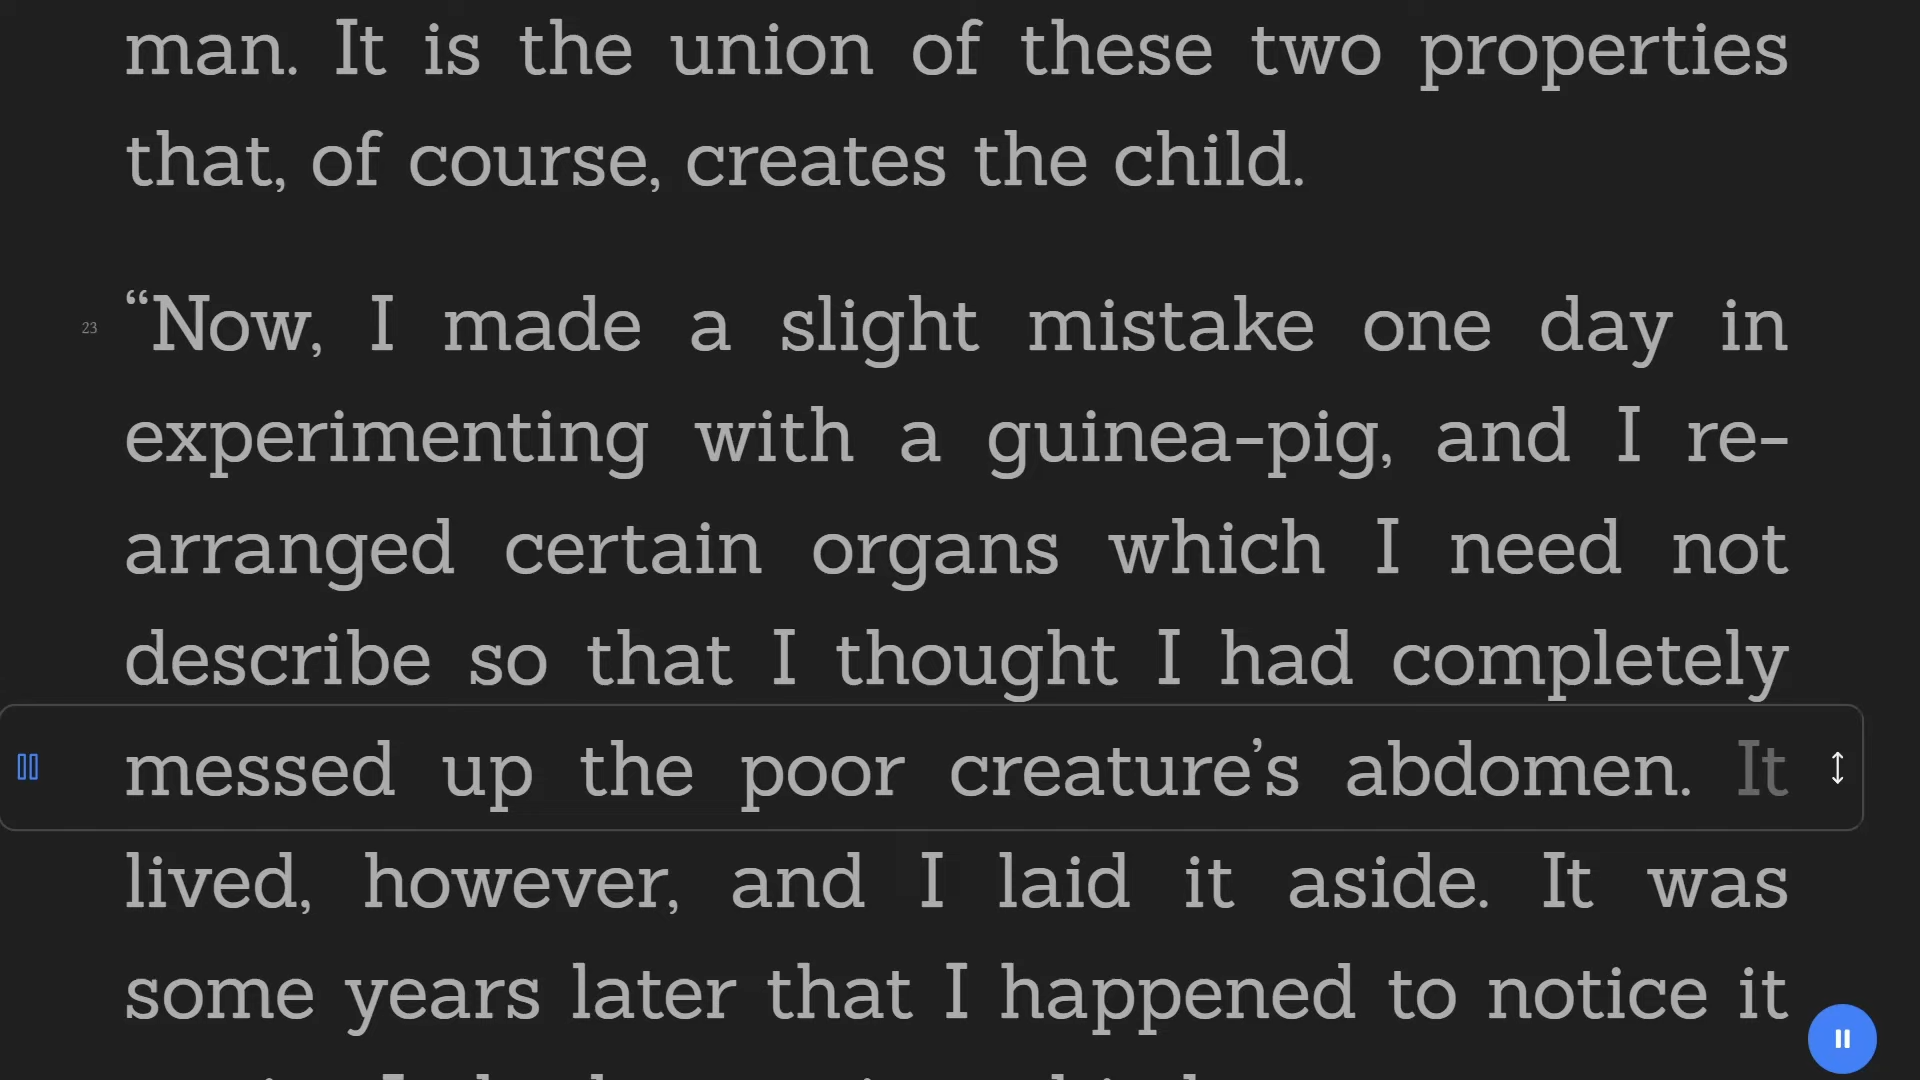 man. It is the union of these two properties
that, of course, creates the child.
23
“Now, I made a slight mistake one day in
experimenting with a guinea-pig, and I re-
arranged certain organs which I need not
describe so that I thought I had completely
messed up the poor creature’s abdomen. It
lived, however, and I laid it aside. It was
some years later that I happened to notice it